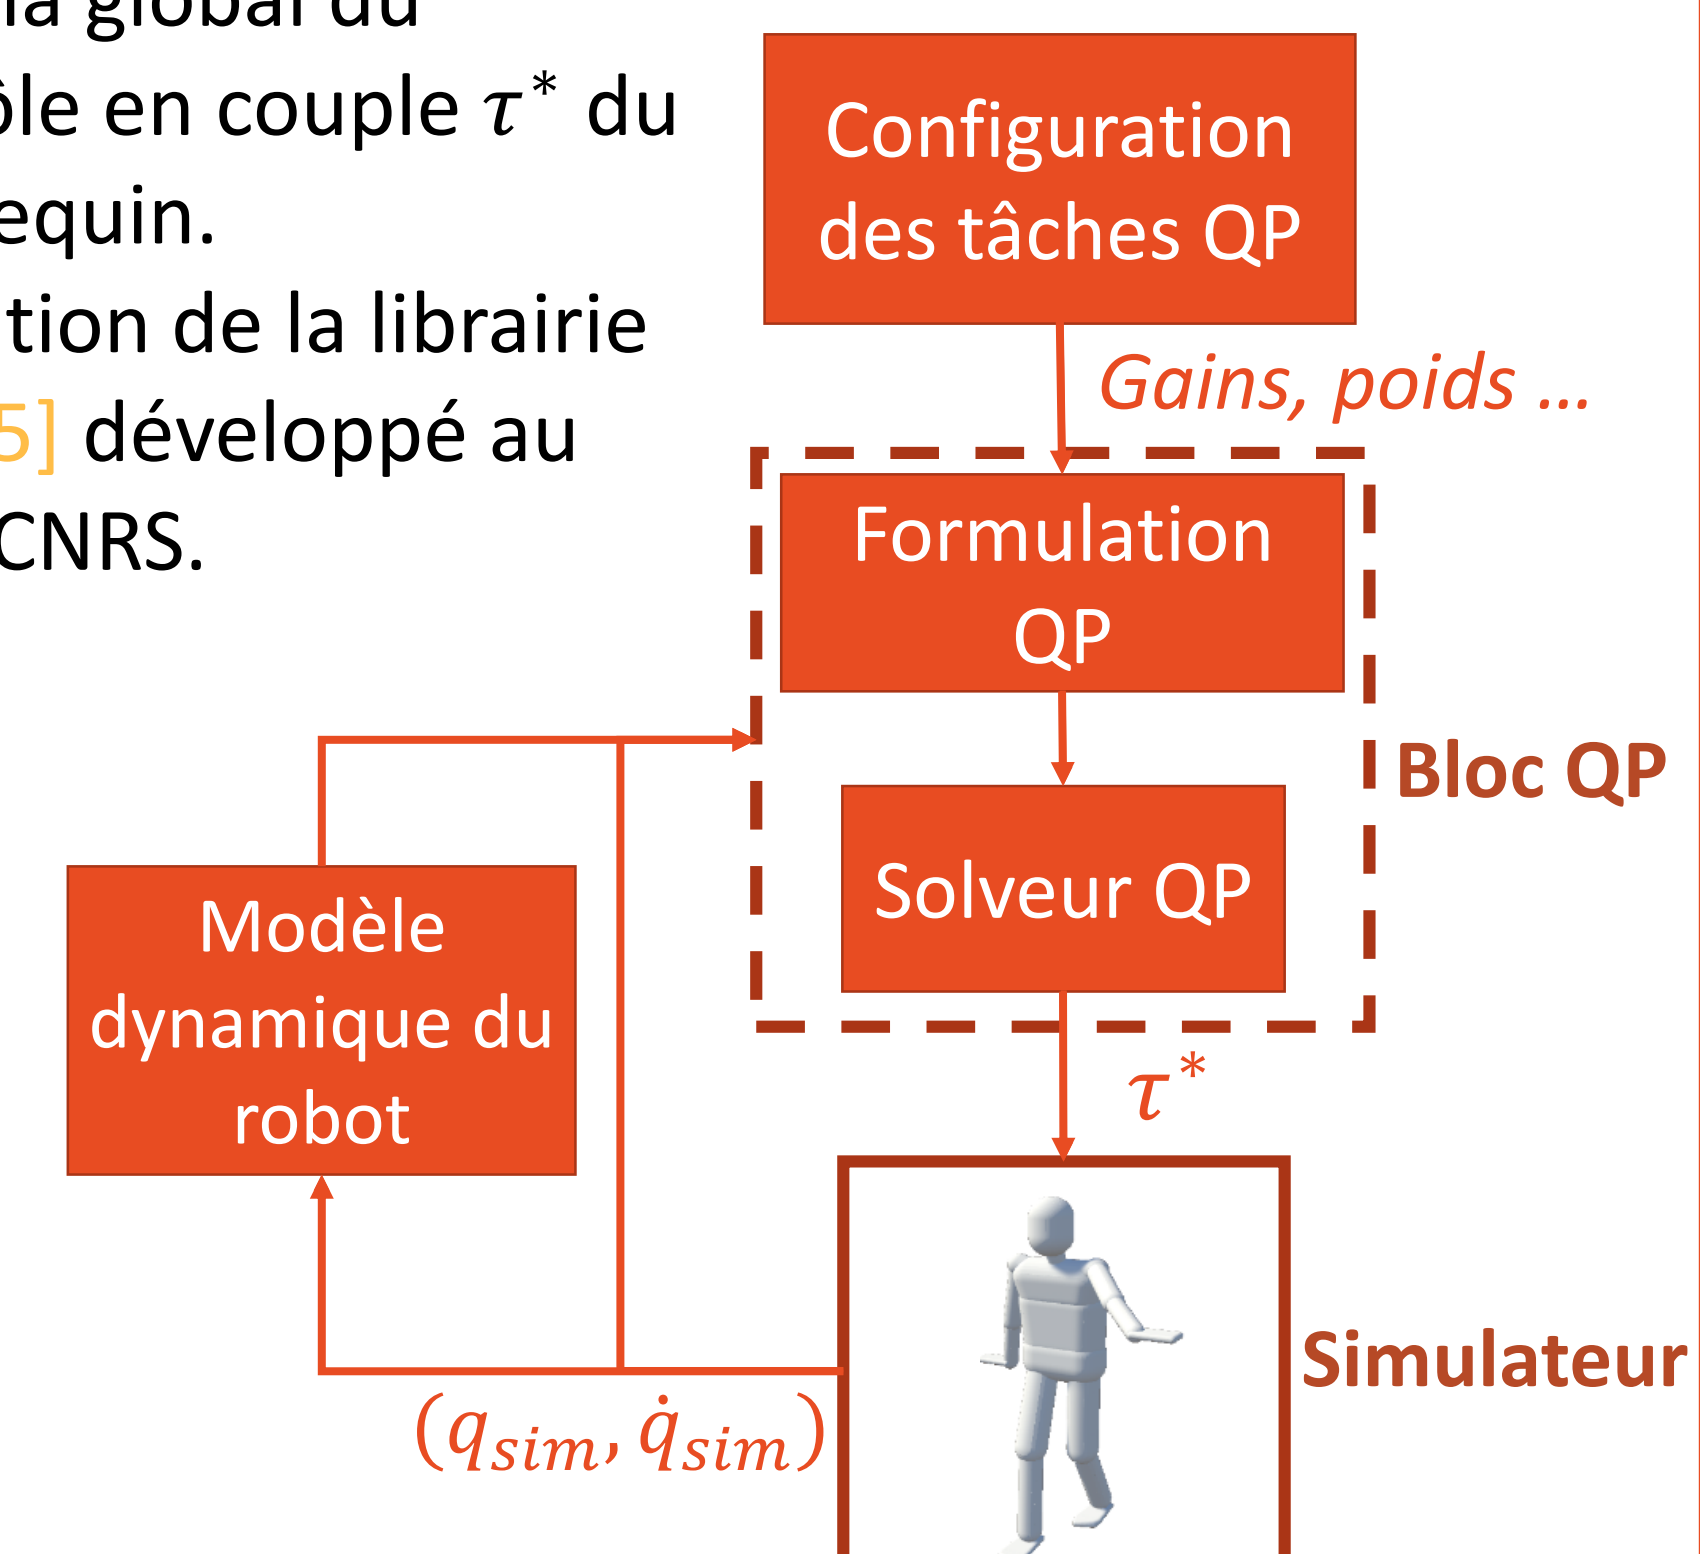 la global du
ôle en couple τ* du
equin.
tion de la librairie
5] développé au
CNRS.
Configuration
des tâches QP
Gains, poids ...
Formulation
QP
Bloc QP
Solveur QP
Modèle
dynamique du
robot
τ*
Simulateur
(q_sim, q̇_sim)